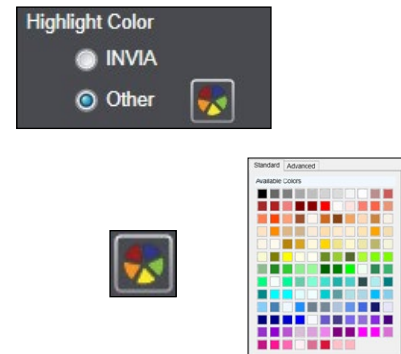 Highlight Color
INVIA
Other
Standard Advanced
Available Colors